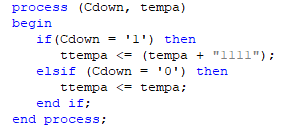 process (Cdown, tempa)
begin
if(Cdown = '1') then
ttempa <= (tempa + "1111");
elsif (Cdown = '0') then
ttempa <= tempa;
end if;
end process;